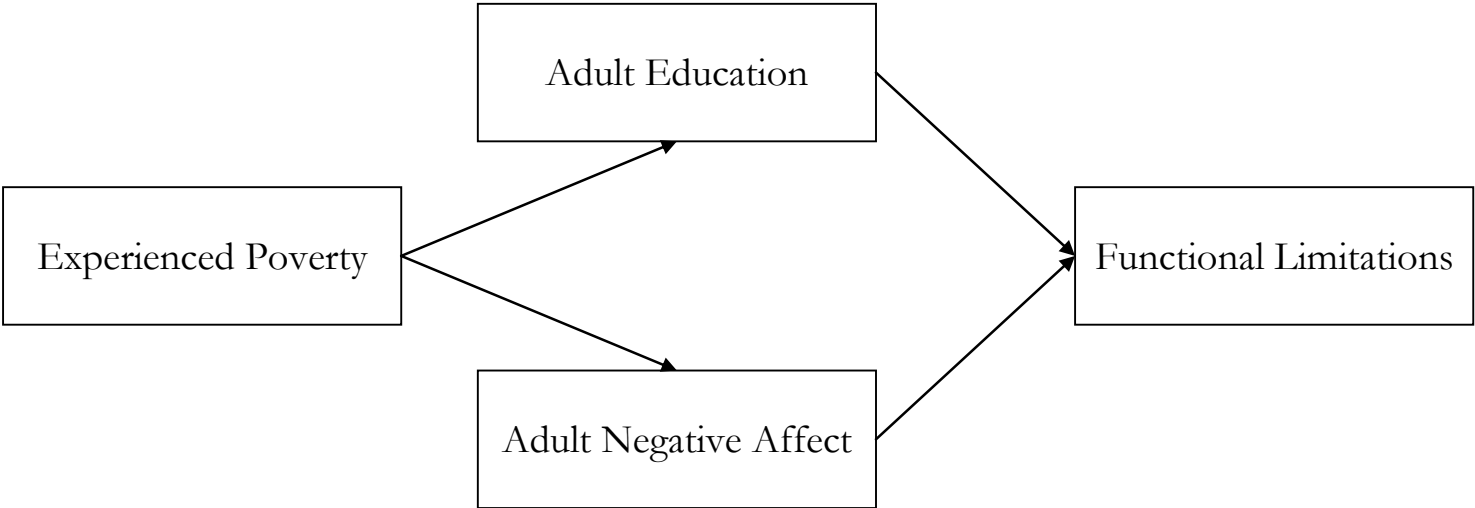 Adult Education
Experienced Poverty
Functional Limitations
Adult Negative Affect